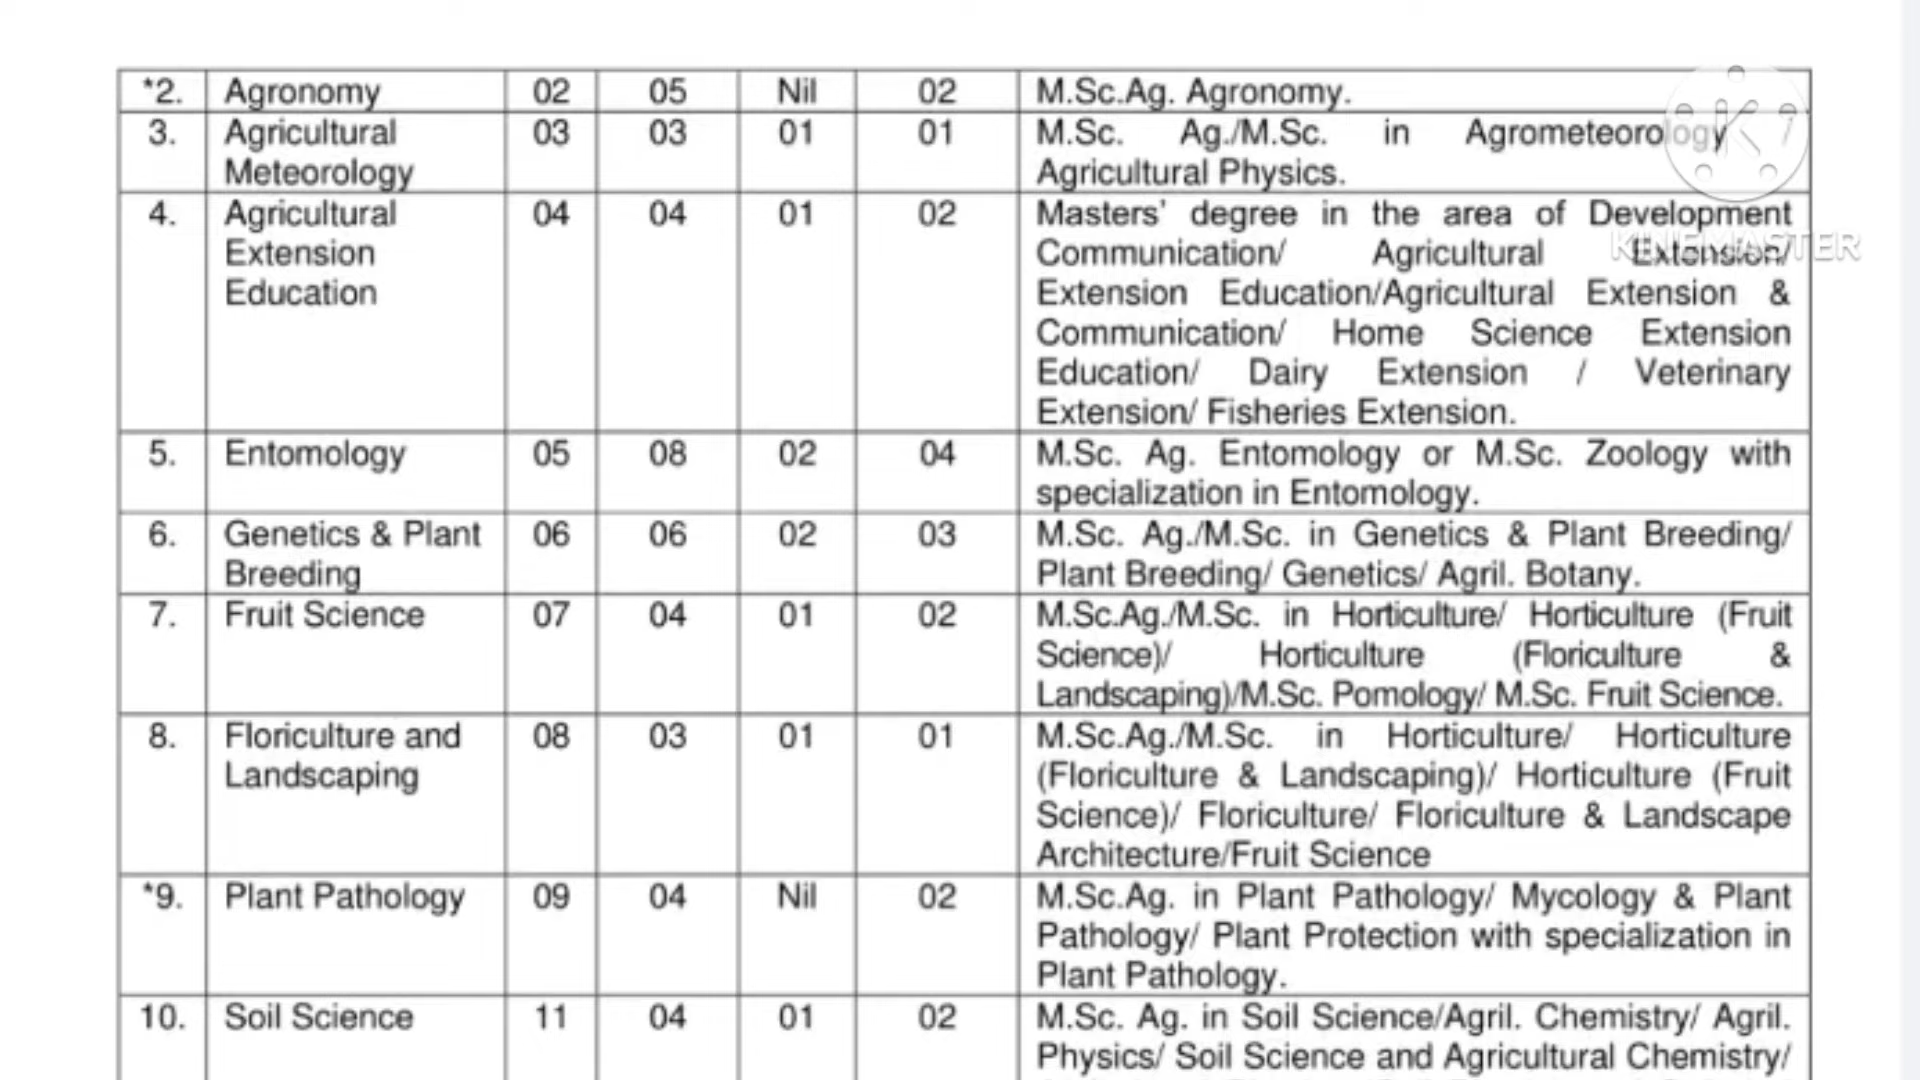 *2. Agronomy 02 05 Nil 02 M.Sc.Ag. Agronomy.
3. Agricultural 03 03 01 01 M.Sc. Ag./M.Sc. in Agrometeorology /
Meteorology Agricultural Physics.
4. Agricultural 04 04 01 02 Masters' degree in the area of Development
Extension Communication/ Agricultural Extension/
Education Extension Education/Agricultural Extension &
Communication/ Home Science Extension
Education/ Dairy Extension / Veterinary
Extension/ Fisheries Extension.
5. Entomology 05 08 02 04 M.Sc. Ag. Entomology or M.Sc. Zoology with
specialization in Entomology.
6. Genetics & Plant 06 06 02 03 M.Sc. Ag./M.Sc. in Genetics & Plant Breeding/
Breeding Plant Breeding/ Genetics/ Agril. Botany.
7. Fruit Science 07 04 01 02 M.Sc.Ag./M.Sc. in Horticulture/ Horticulture (Fruit
Science)/ Horticulture (Floriculture &
Landscaping)/M.Sc. Pomology/ M.Sc. Fruit Science.
8. Floriculture and 08 03 01 01 M.Sc.Ag./M.Sc. in Horticulture/ Horticulture
Landscaping (Floriculture & Landscaping)/ Horticulture (Fruit
Science)/ Floriculture/ Floriculture & Landscape
Architecture/Fruit Science
*9. Plant Pathology 09 04 Nil 02 M.Sc.Ag. in Plant Pathology/ Mycology & Plant
Pathology/ Plant Protection with specialization in
Plant Pathology.
10. Soil Science 11 04 01 02 M.Sc. Ag. in Soil Science/Agril. Chemistry/ Agril.
Physics/ Soil Science and Agricultural Chemistry/
K
KINEMASTER